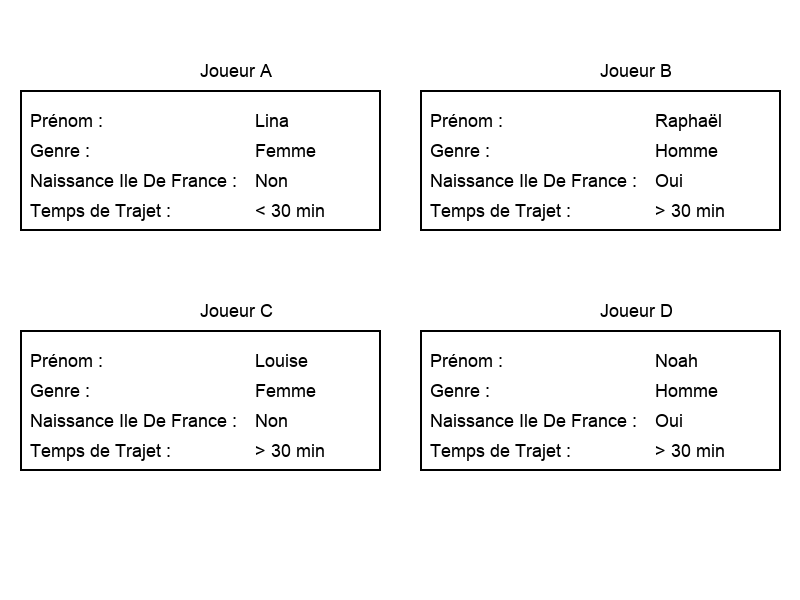 Joueur A
Prénom : Lina
Genre : Femme
Naissance Ile De France : Non
Temps de Trajet : < 30 min
Joueur B
Prénom : Raphaël
Genre : Homme
Naissance Ile De France : Oui
Temps de Trajet : > 30 min
Joueur C
Prénom : Louise
Genre : Femme
Naissance Ile De France : Non
Temps de Trajet : > 30 min
Joueur D
Prénom : Noah
Genre : Homme
Naissance Ile De France : Oui
Temps de Trajet : > 30 min